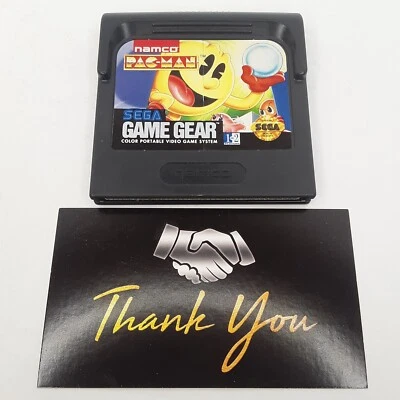 namco
PAC-MAN
SEGA
GAME GEAR
COLOR PORTABLE VIDEO GAME SYSTEM
SEGA
namco
Thank You